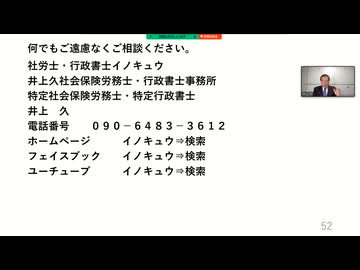 何でもご遠慮なくご相談ください。
社労士・行政書士イノキュウ
井上久社会保険労務士・行政書士事務所
特定社会保険労務士・特定行政書士
井上　久
電話番号　　０９０－６４８３－３６１２
ホームページ　　　イノキュウ⇒検索
フェイスブック　　イノキュウ⇒検索
ユーチューブ　　　イノキュウ⇒検索
52